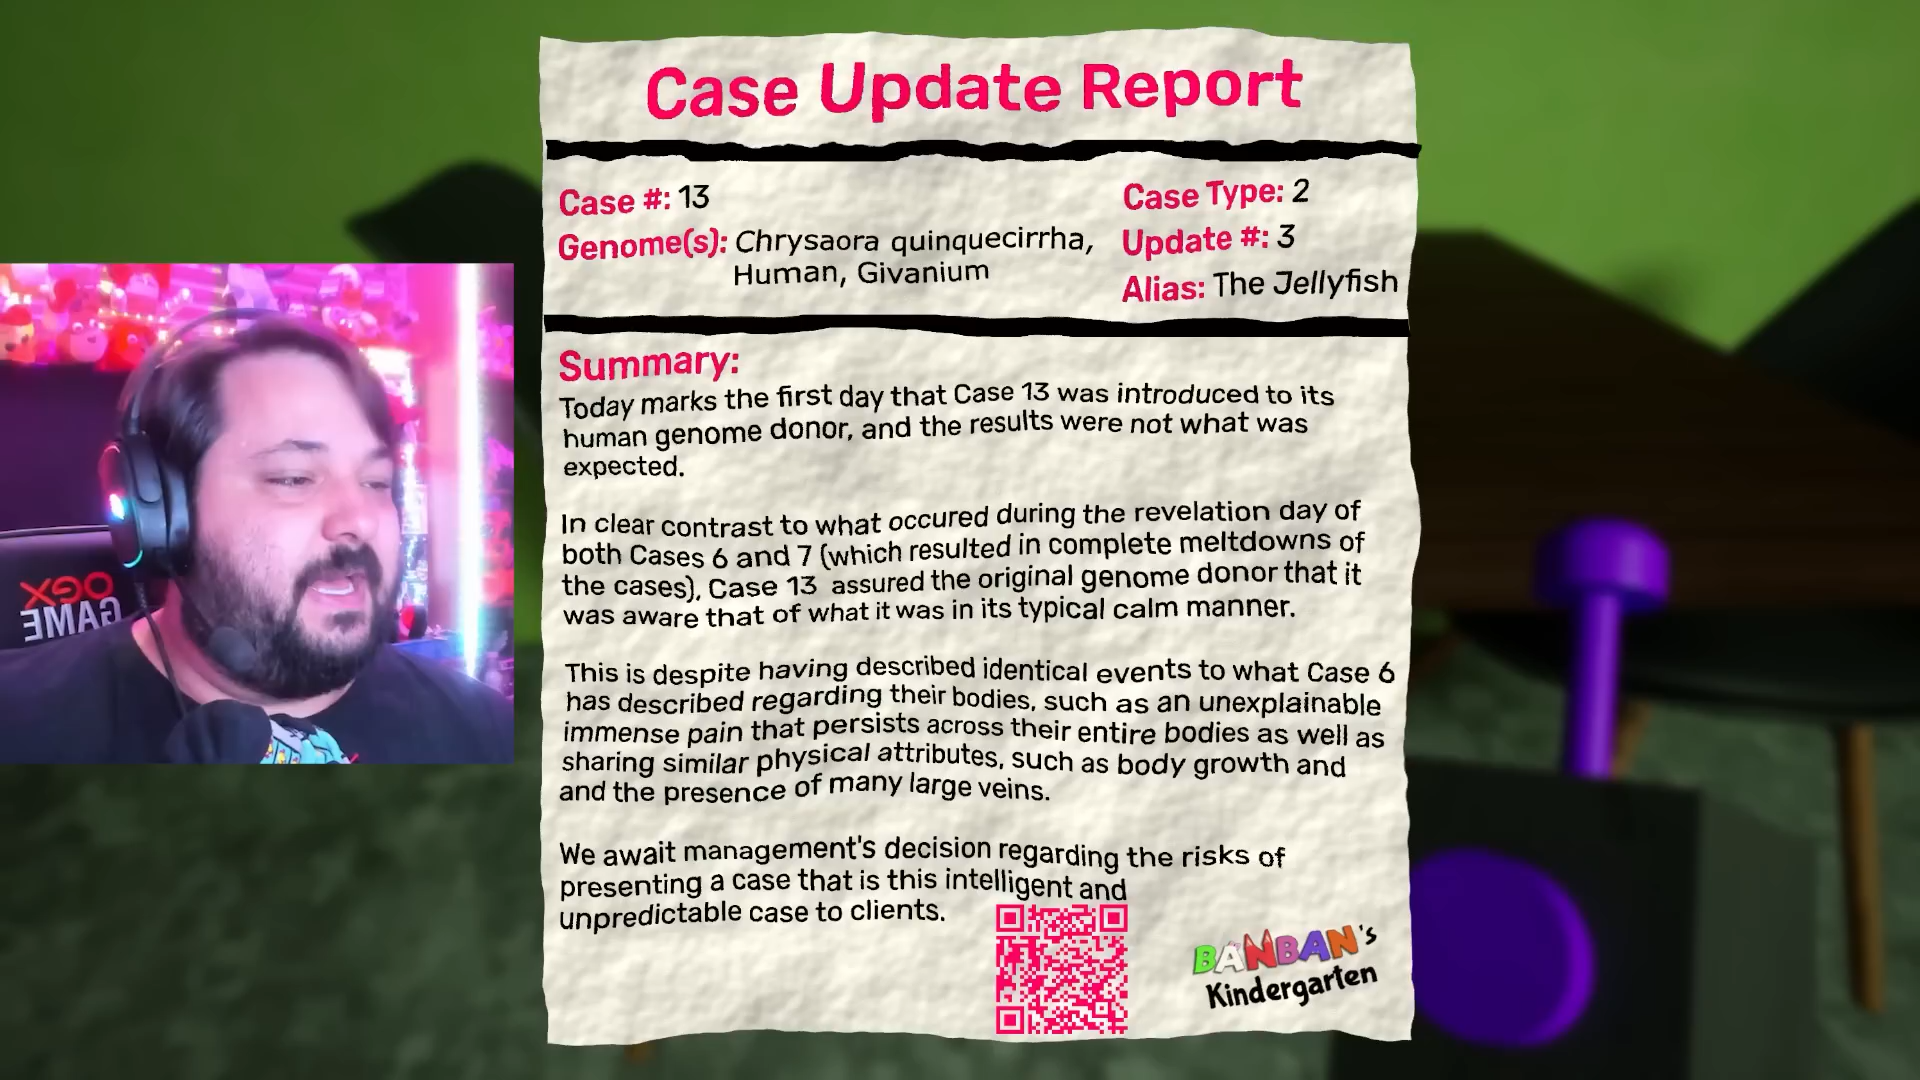 Case Update Report
Case #: 13
Genome(s): Chrysaora quinquecirrha,
Human, Givanium
Case Type: 2
Update #: 3
Alias: The Jellyfish
Summary:
Today marks the first day that Case 13 was introduced to its
human genome donor, and the results were not what was
expected.
In clear contrast to what occured during the revelation day of
both Cases 6 and 7 (which resulted in complete meltdowns of
the cases), Case 13 assured the original genome donor that it
was aware that of what it was in its typical calm manner.
This is despite having described identical events to what Case 6
has described regarding their bodies, such as an unexplainable
immense pain that persists across their entire bodies as well as
sharing similar physical attributes, such as body growth and
and the presence of many large veins.
We await management's decision regarding the risks of
presenting a case that is this intelligent and
unpredictable case to clients.
BANBAN's
Kindergarten
OGX
GAME